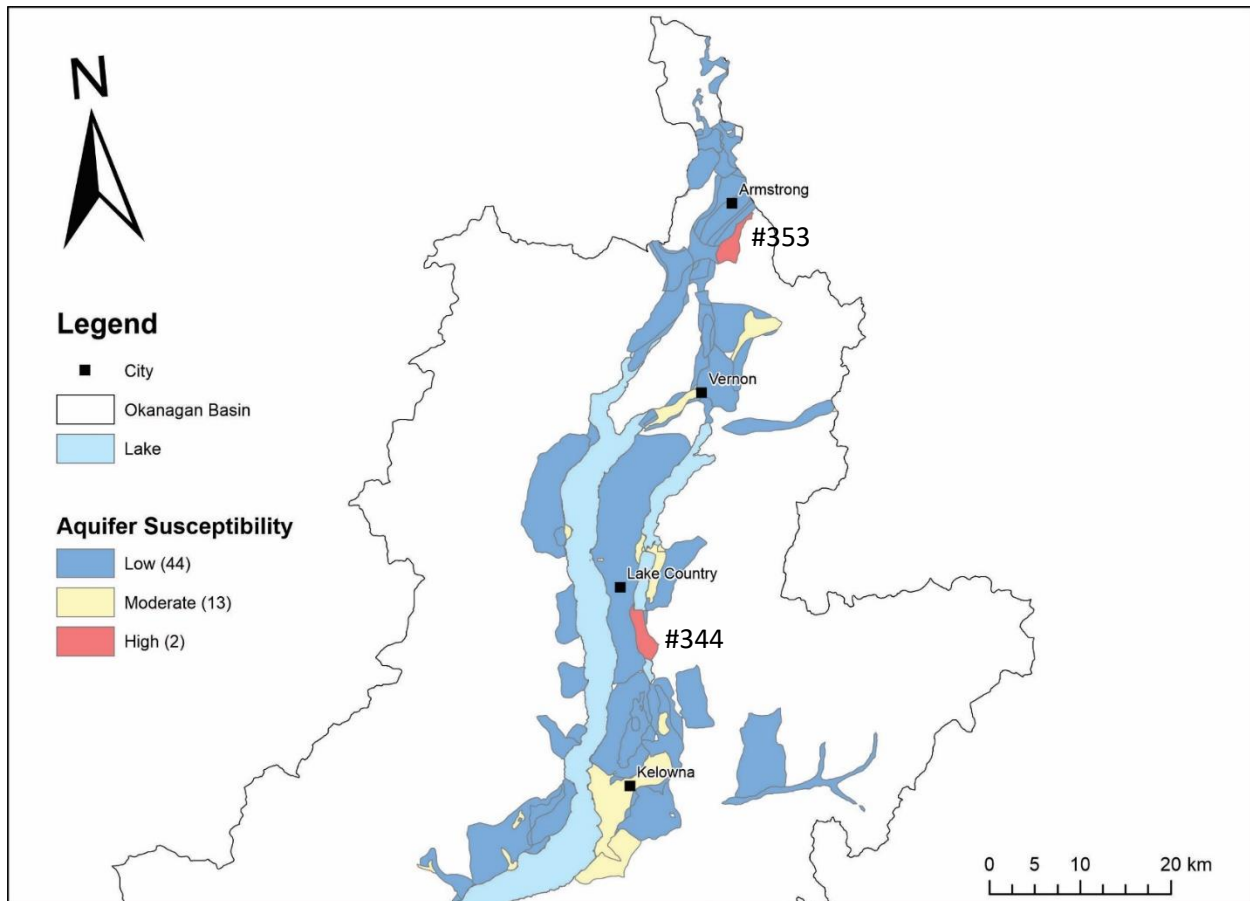 N
Armstrong
#353
Legend
City
Okanagan Basin
Lake
Vernon
Aquifer Susceptibility
Low (44)
Moderate (13)
High (2)
Lake Country
#344
Kelowna
0 5 10 20 km